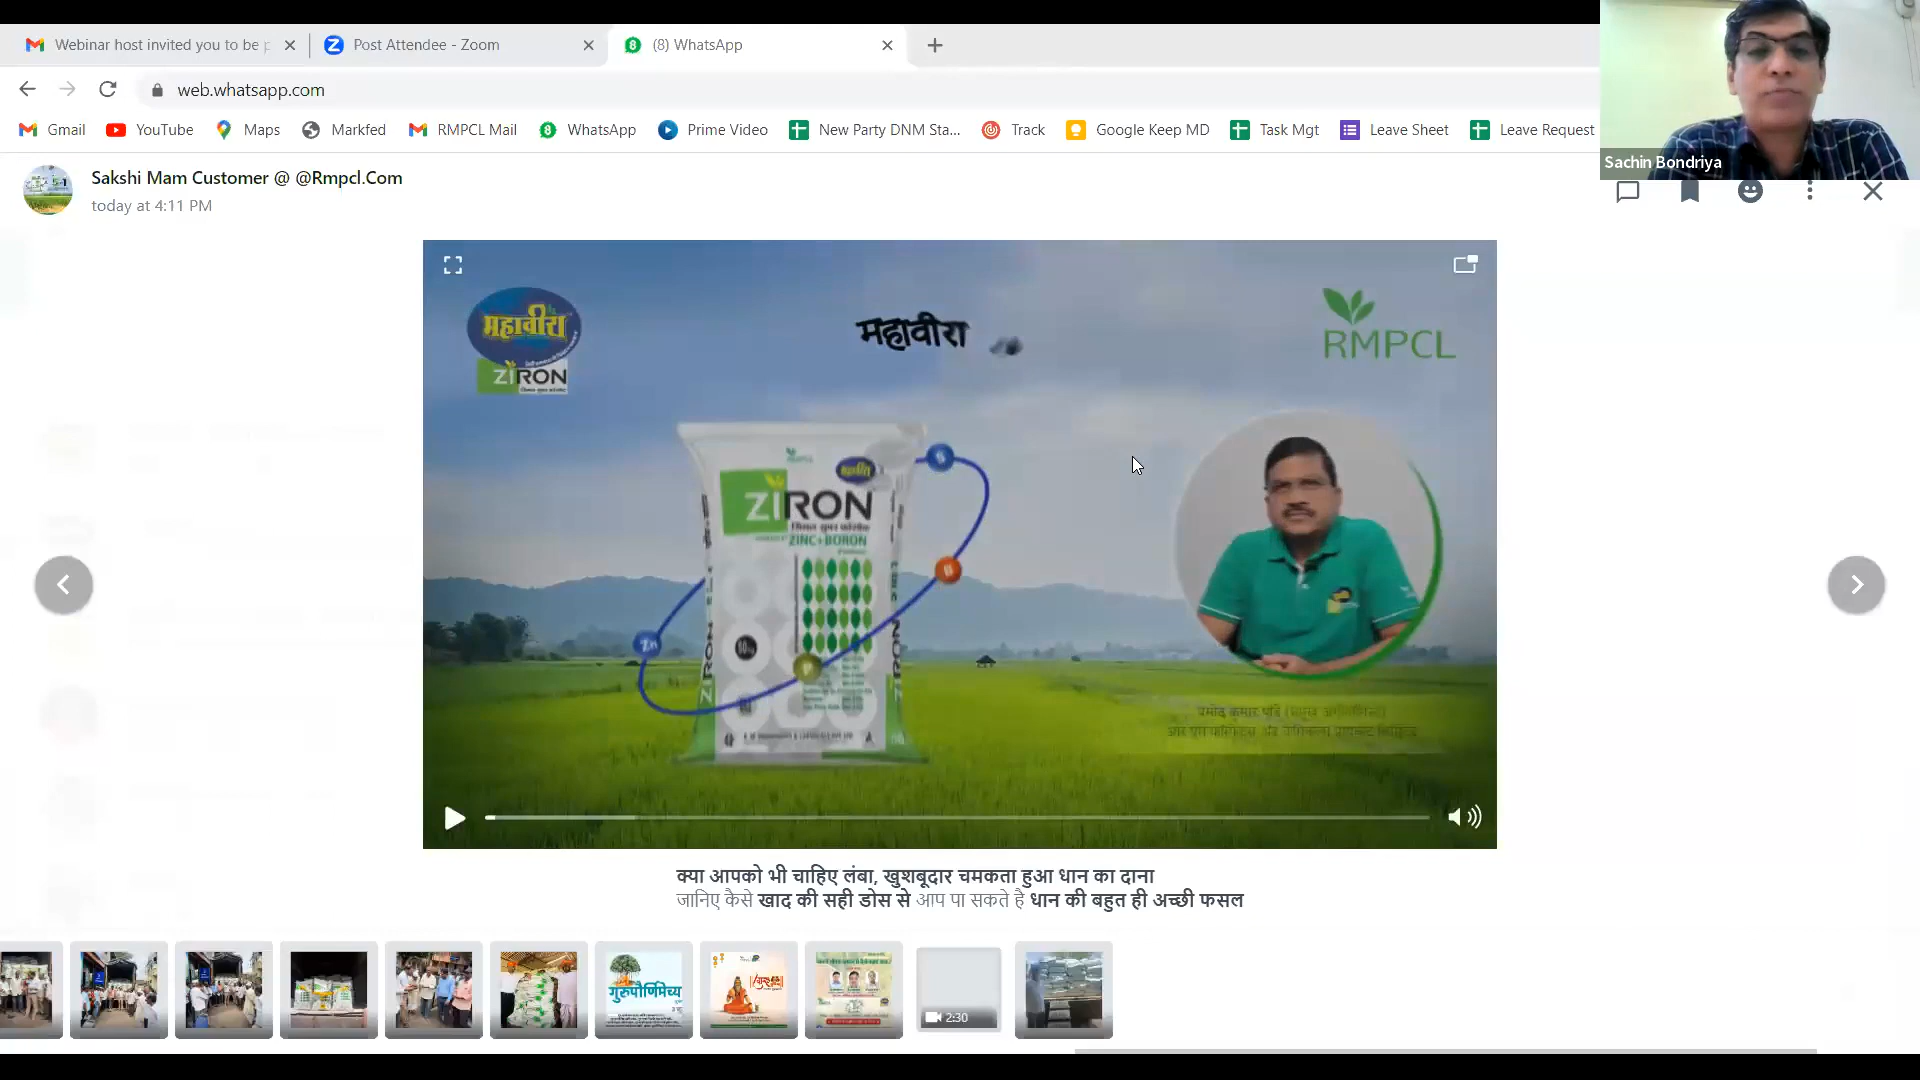 Webinar host invited you to be p
Post Attendee - Zoom
(8) WhatsApp
web.whatsapp.com
Gmail
YouTube
Maps
Markfed
RMPCL Mail
WhatsApp
Prime Video
New Party DNM Sta...
Track
Google Keep MD
Task Mgt
Leave Sheet
Leave Request
Sachin Bondriya
Sakshi Mam Customer @ @Rmpcl.Com
today at 4:11 PM
महावीरा
ZIRON
महावीरा
RMPCL
महावीरा
ZIRON
ZINC+BORON
S
B
Zn
P
क्या आपको भी चाहिए लंबा, खुशबूदार चमकता हुआ धान का दाना
जानिए कैसे खाद की सही डोस से आप पा सकते है धान की बहुत ही अच्छी फसल
गुरुपौर्णिमेच्य
2:30